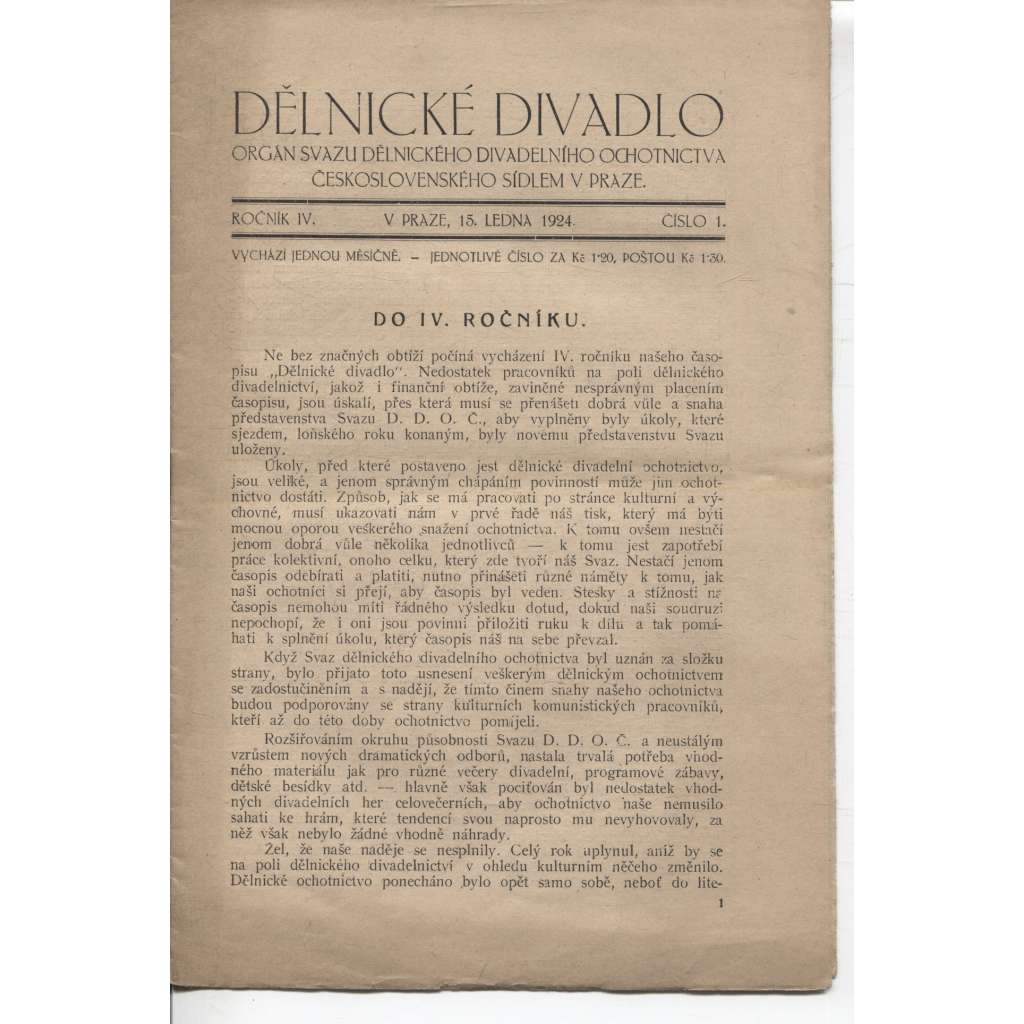 DĚLNICKÉ DIVADLO
ORGÁN SVAZU DĚLNICKÉHO DIVADELNÍHO OCHOTNICTVA
ČESKOSLOVENSKÉHO SÍDLEM V PRAZE.
ROČNÍK IV. V PRAZE, 15. LEDNA 1924. ČÍSLO 1.
VYCHÁZÍ JEDNOU MĚSÍČNĚ. — JEDNOTLIVÉ ČÍSLO ZA Kč 1·20, POŠTOU Kč 1·30.
DO IV. ROČNÍKU.
Ne bez značných obtíží počíná vycházení IV. ročníku našeho časo-
pisu „Dělnické divadlo“. Nedostatek pracovníků na poli dělnického
divadelnictví, jakož i finanční obtíže, zaviněné nesprávným placením
časopisu, jsou úskalí, přes která musí se přenášeti dobrá vůle a snaha
představenstva Svazu D. D. O. Č., aby vyplněny byly úkoly, které
sjezdem, loňského roku konaným, byly novému představenstvu Svazu
uloženy.
Úkoly, před které postaveno jest dělnické divadelní ochotnictvo,
jsou veliké, a jenom správným chápáním povinností může jim ochot-
nictvo dostáti. Způsob, jak se má pracovati po stránce kulturní a vý-
chovné, musí ukazovati nám v prvé řadě náš tisk, který má býti
mocnou oporou veškerého snažení ochotnictva. K tomu ovšem nestačí
jenom dobrá vůle několika jednotlivců — k tomu jest zapotřebí
práce kolektivní, onoho celku, který zde tvoří náš Svaz. Nestačí jenom
časopis odebírati a platiti, nutno přinášeti různé náměty k tomu, jak
naši ochotníci si přejí, aby časopis byl veden. Stesky a stížnosti na
časopis nemohou míti řádného výsledku dotud, dokud naši soudruzi
nepochopí, že i oni jsou povinni přiložiti ruku k dílu a tak pomá-
hati k splnění úkolu, který časopis náš na sebe převzal.
Když Svaz dělnického divadelního ochotnictva byl uznán za složku
strany, bylo přijato toto usnesení veškerým dělnickým ochotnictvem
se zadostučiněním a s nadějí, že tímto činem snahy našeho ochotnictva
budou podporovány se strany kulturních komunistických pracovníků,
kteří až do této doby ochotnictvo pomíjeli.
Rozšiřováním okruhu působnosti Svazu D. D. O. Č. a neustálým
vzrůstem nových dramatických odborů, nastala trvalá potřeba vhod-
ného materiálu jak pro různé večery divadelní, programové zábavy,
dětské besídky atd. — hlavně však pociťován byl nedostatek vhod-
ných divadelních her celovečerních, aby ochotnictvo naše nemusilo
sahati ke hrám, které tendencí svou naprosto mu nevyhovovaly, za
něž však nebylo žádné vhodné náhrady.
Žel, že naše naděje se nesplnily. Celý rok uplynul, aniž by se
na poli dělnického divadelnictví v ohledu kulturním něčeho změnilo.
Dělnické ochotnictvo ponecháno bylo opět samo sobě, neboť do lite-
1